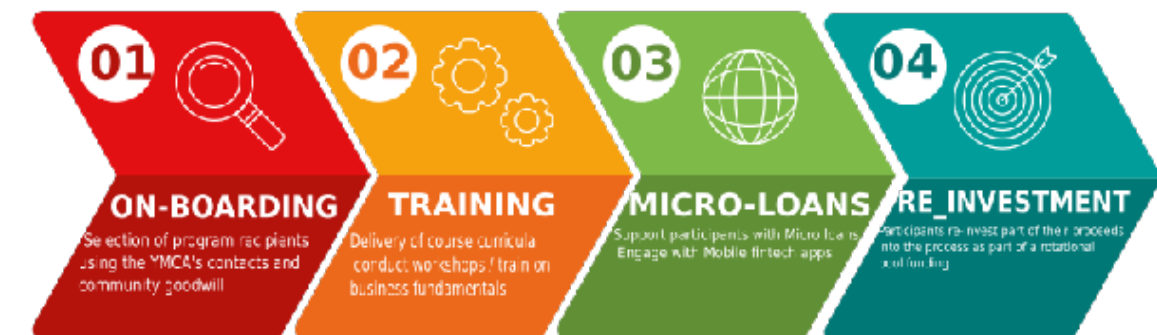 01
ON-BOARDING
Selection of program recipients
using the YMCA's contacts and
community goodwill
02
TRAINING
Delivery of course curricula
conduct workshops / train on
business fundamentals
03
MICRO-LOANS
Support participants with Micro loans
Engage with Mobile fintech apps
04
RE_INVESTMENT
Participants re-invest part of their proceeds
into the process as part of a rotational
pool funding